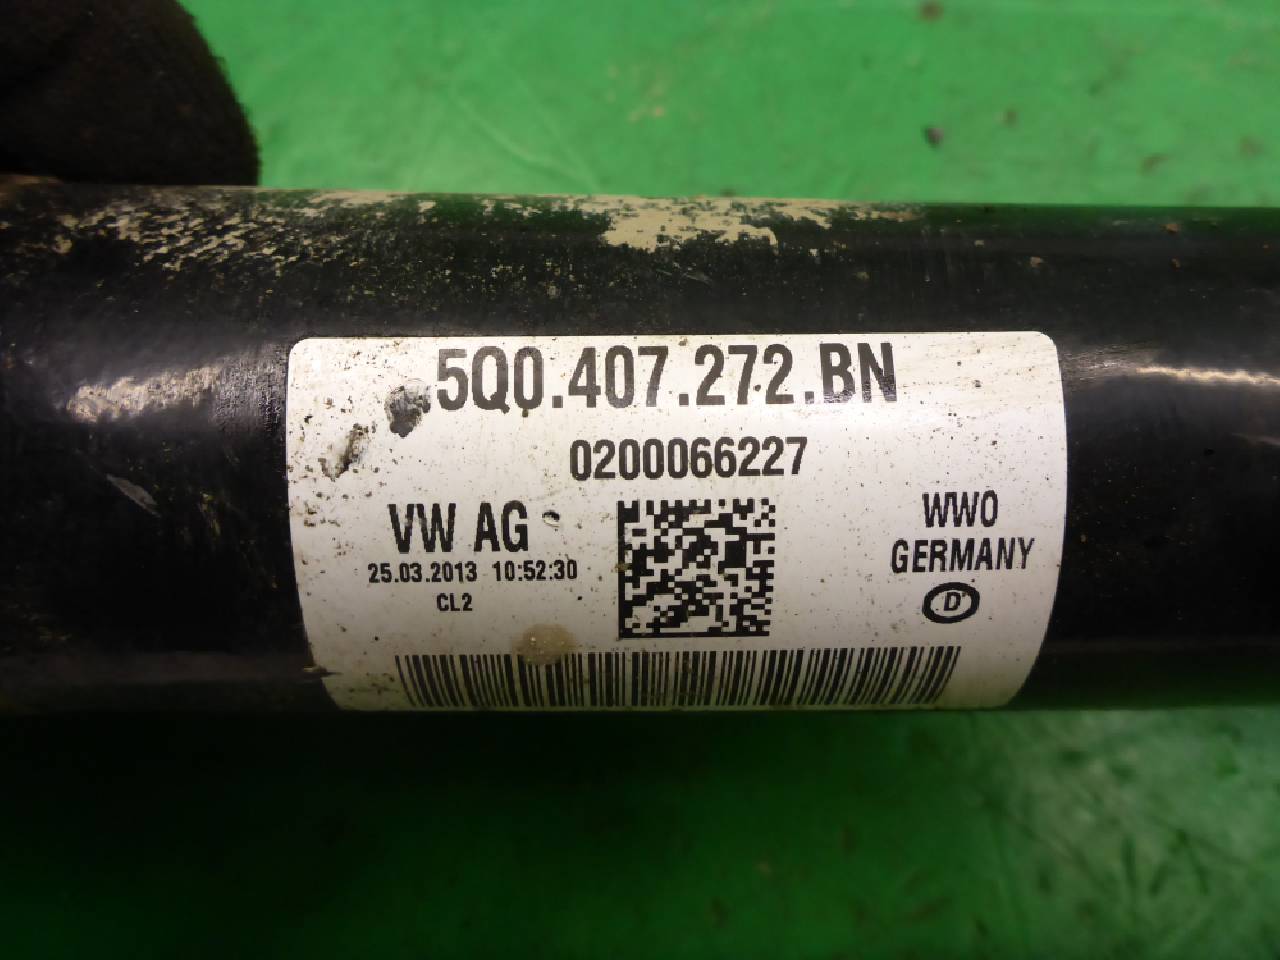 5Q0.407.272.BN
0200066227
VW AG
WWO
GERMANY
25.03.2013 10:52:30
CL2
D